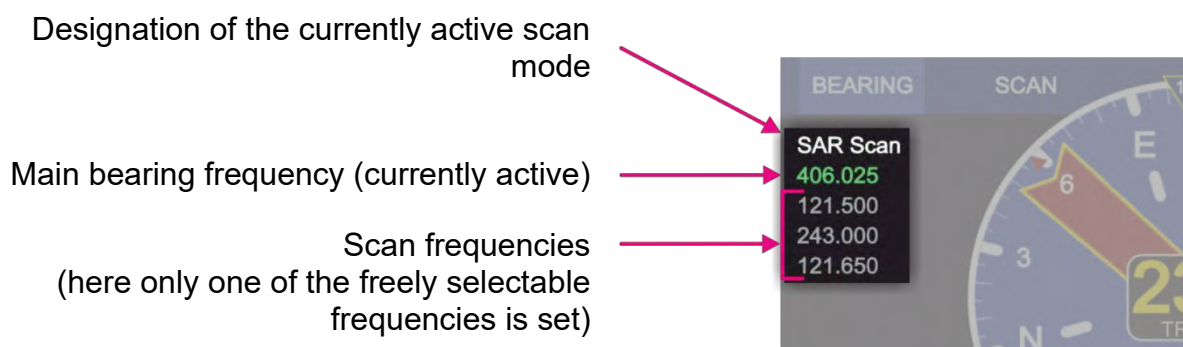 Designation of the currently active scan
mode
Main bearing frequency (currently active)
Scan frequencies
(here only one of the freely selectable
frequencies is set)
BEARING SCAN
SAR Scan
406.025
121.500
243.000
121.650
E
6
3
N